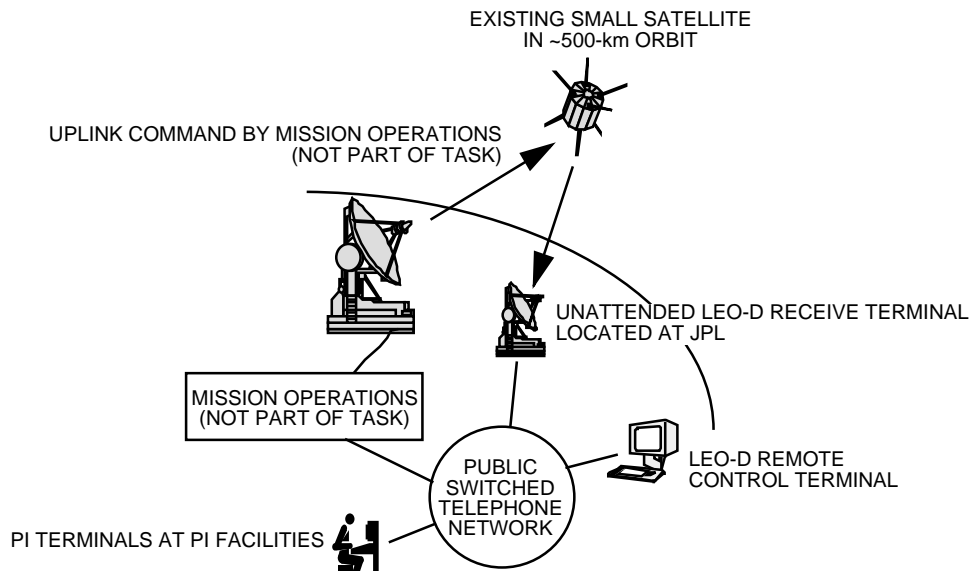 EXISTING SMALL SATELLITE
IN ~500-km ORBIT
UPLINK COMMAND BY MISSION OPERATIONS
(NOT PART OF TASK)
UNATTENDED LEO-D RECEIVE TERMINAL
LOCATED AT JPL
MISSION OPERATIONS
(NOT PART OF TASK)
PUBLIC
SWITCHED
TELEPHONE
NETWORK
LEO-D REMOTE
CONTROL TERMINAL
PI TERMINALS AT PI FACILITIES